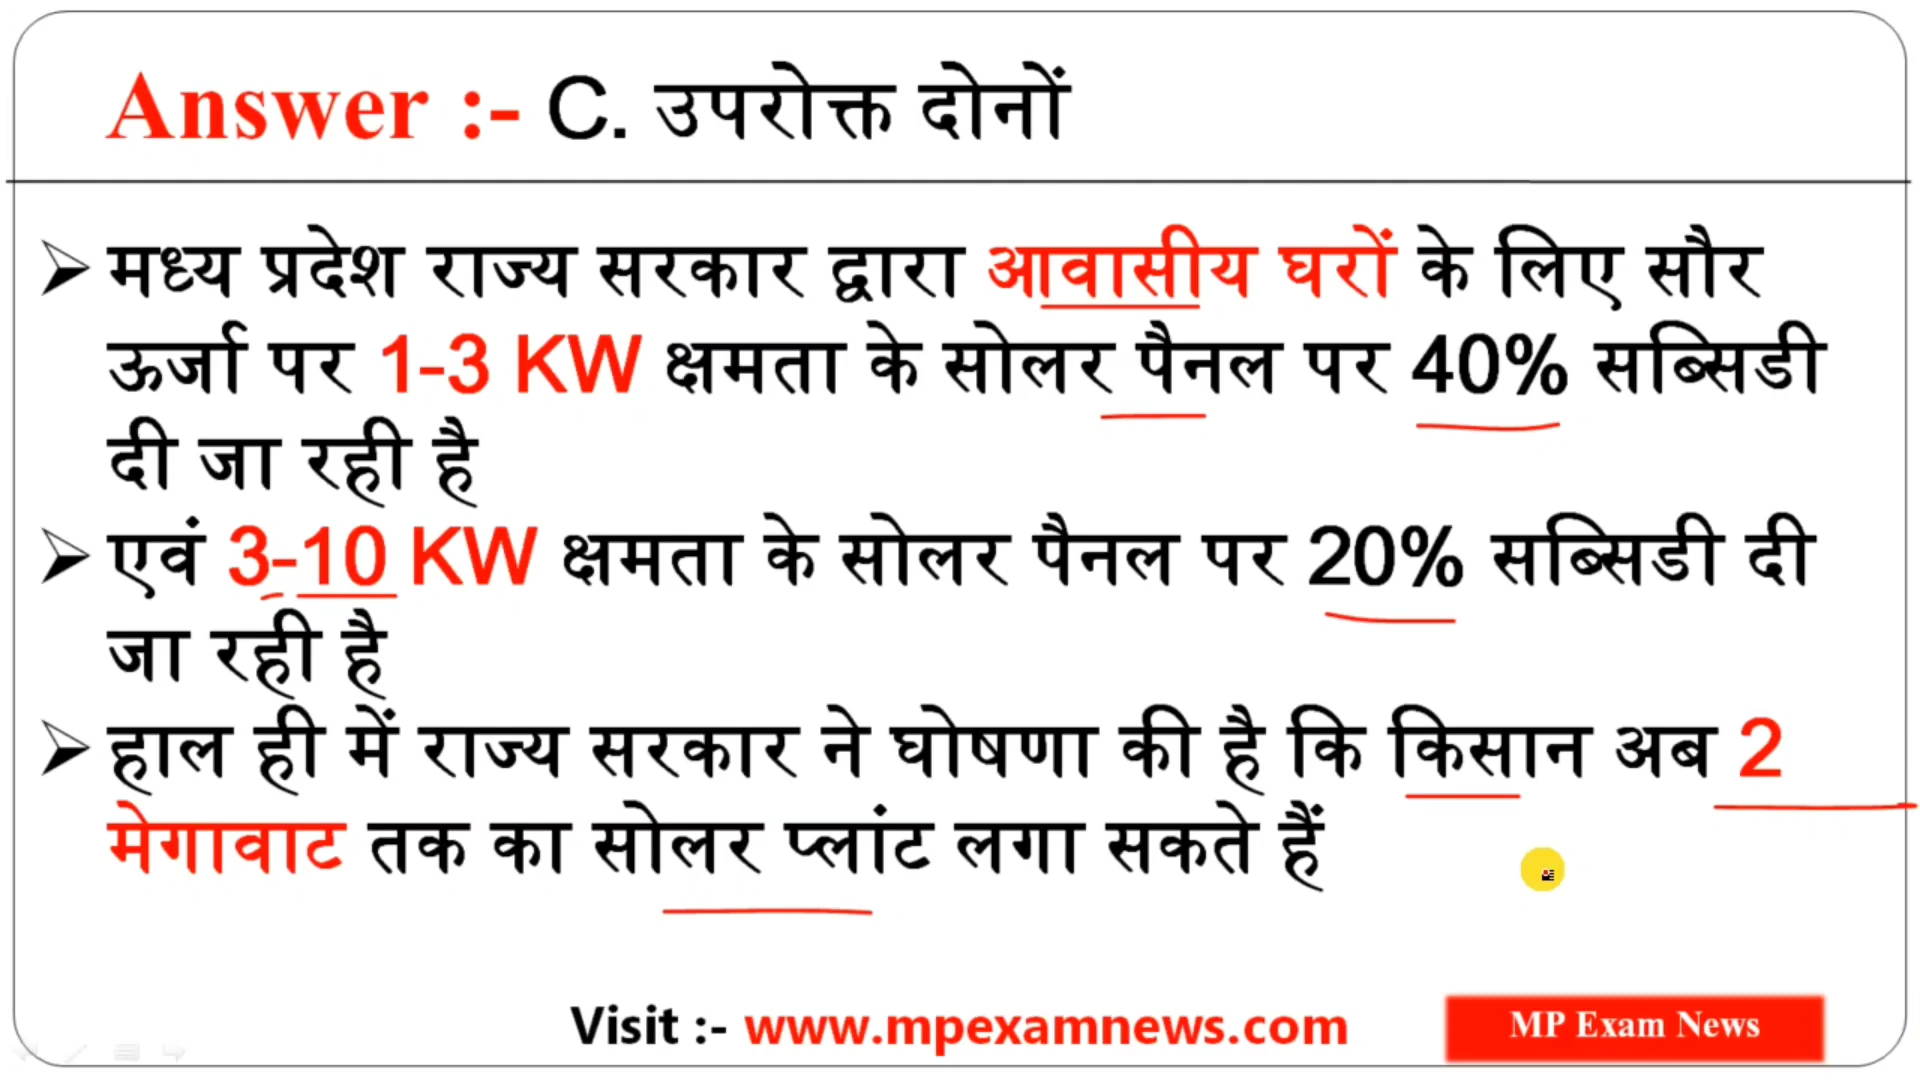 Answer :- C. उपरोक्त दोनों
मध्य प्रदेश राज्य सरकार द्वारा आवासीय घरों के लिए सौर
ऊर्जा पर 1-3 KW क्षमता के सोलर पैनल पर 40% सब्सिडी
दी जा रही है
एवं 3-10 KW क्षमता के सोलर पैनल पर 20% सब्सिडी दी
जा रही है
हाल ही में राज्य सरकार ने घोषणा की है कि किसान अब 2
मेगावाट तक का सोलर प्लांट लगा सकते हैं
Visit :- www.mpexamnews.com
MP Exam News